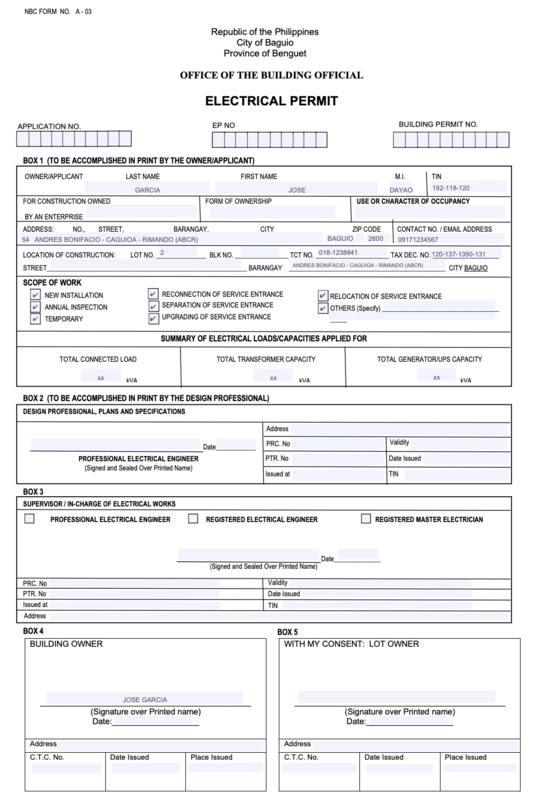 NBC FORM NO. A - 03
Republic of the Philippines
City of Baguio
Province of Benguet
OFFICE OF THE BUILDING OFFICIAL
ELECTRICAL PERMIT
APPLICATION NO. EP NO BUILDING PERMIT NO.
BOX 1 (TO BE ACCOMPLISHED IN PRINT BY THE OWNER/APPLICANT)
OWNER/APPLICANT LAST NAME FIRST NAME M.I. TIN
GARCIA JOSE DAYAO 192-118-120
FOR CONSTRUCTION OWNED FORM OF OWNERSHIP USE OR CHARACTER OF OCCUPANCY
BY AN ENTERPRISE
ADDRESS: NO., STREET, BARANGAY, CITY ZIP CODE CONTACT NO. / EMAIL ADDRESS
54 ANDRES BONIFACIO - CAGUIOA - RIMANDO (ABCR) BAGUIO 2600 09171234567
LOCATION OF CONSTRUCTION: LOT NO. 2 BLK NO. TCT NO. 018-1238841 TAX DEC. NO. 120-137-1390-131
STREET BARANGAY ANDRES BONIFACIO - CAGUIOA - RIMANDO (ABCR) CITY BAGUIO
SCOPE OF WORK
NEW INSTALLATION RECONNECTION OF SERVICE ENTRANCE RELOCATION OF SERVICE ENTRANCE
ANNUAL INSPECTION SEPARATION OF SERVICE ENTRANCE OTHERS (Specify)
TEMPORARY UPGRADING OF SERVICE ENTRANCE
SUMMARY OF ELECTRICAL LOADS/CAPACITIES APPLIED FOR
TOTAL CONNECTED LOAD TOTAL TRANSFORMER CAPACITY TOTAL GENERATOR/UPS CAPACITY
xx kVA xx kVA xx kVA
BOX 2 (TO BE ACCOMPLISHED IN PRINT BY THE DESIGN PROFESSIONAL)
DESIGN PROFESSIONAL, PLANS AND SPECIFICATIONS
Address
Date PRC. No Validity
PROFESSIONAL ELECTRICAL ENGINEER PTR. No Date Issued
(Signed and Sealed Over Printed Name)
Issued at TIN
BOX 3
SUPERVISOR / IN-CHARGE OF ELECTRICAL WORKS
PROFESSIONAL ELECTRICAL ENGINEER REGISTERED ELECTRICAL ENGINEER REGISTERED MASTER ELECTRICIAN
Date
(Signed and Sealed Over Printed Name)
PRC. No Validity
PTR. No Date Issued
Issued at TIN
Address
BOX 4 BOX 5
BUILDING OWNER WITH MY CONSENT: LOT OWNER
JOSE GARCIA
(Signature over Printed name) (Signature over Printed name)
Date: Date:
Address Address
C.T.C. No. Date Issued Place Issued C.T.C. No. Date Issued Place Issued